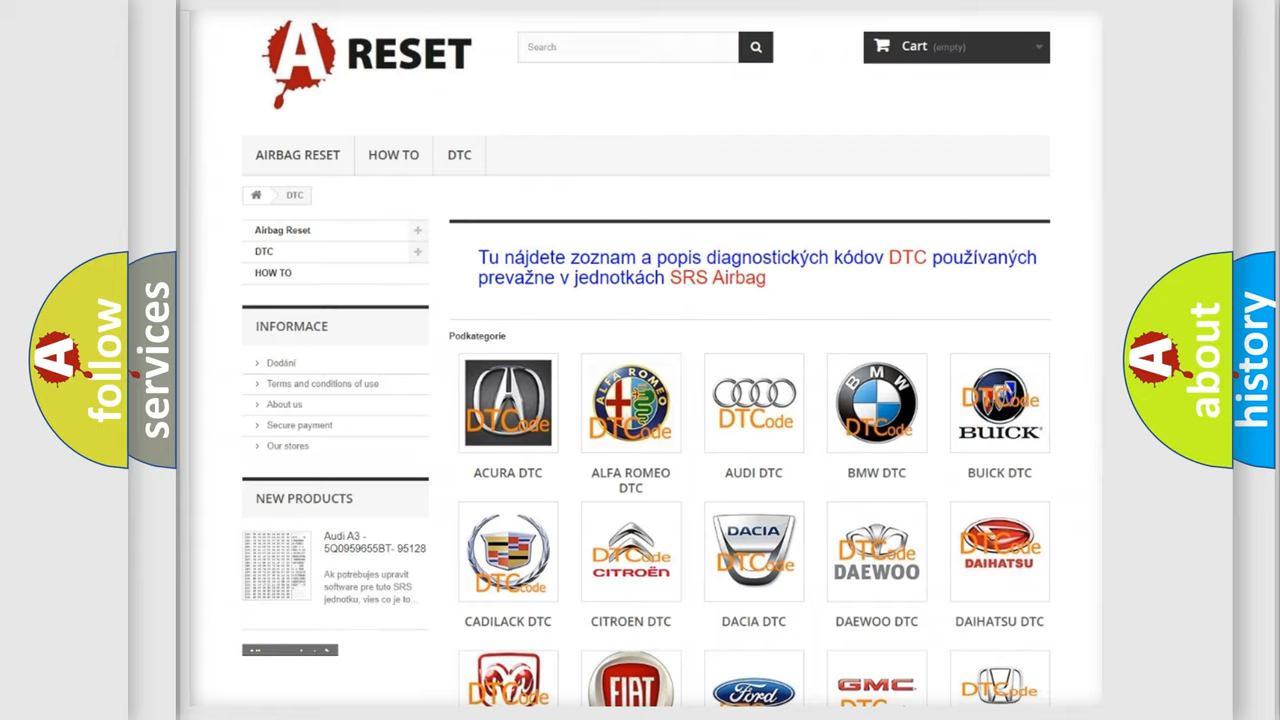 A RESET
Search
Cart (empty)
AIRBAG RESET
HOW TO
DTC
DTC
Airbag Reset
DTC
HOW TO
Tu nájdete zoznam a popis diagnostických kódov DTC používaných
prevažne v jednotkách SRS Airbag
INFORMACE
Dodání
Terms and conditions of use
About us
Secure payment
Our stores
Podkategorie
DTCode
ALFA ROMEO
DTCode
DTCode
BMW
DTCode
DTCode
BUICK
ACURA DTC
ALFA ROMEO
DTC
AUDI DTC
BMW DTC
BUICK DTC
NEW PRODUCTS
Audi A3 -
5Q0959655BT- 95128
Ak potrebujes upravit
software pre tuto SRS
jednotku, vies co je to...
DTCode
DTCode
CITROËN
DACIA
DTCode
DTCode
DAEWOO
DTCode
DAIHATSU
CADILACK DTC
CITROEN DTC
DACIA DTC
DAEWOO DTC
DAIHATSU DTC
DTCode
FIAT
Ford
GMC
DTCode
A
follow
services
A
about
history